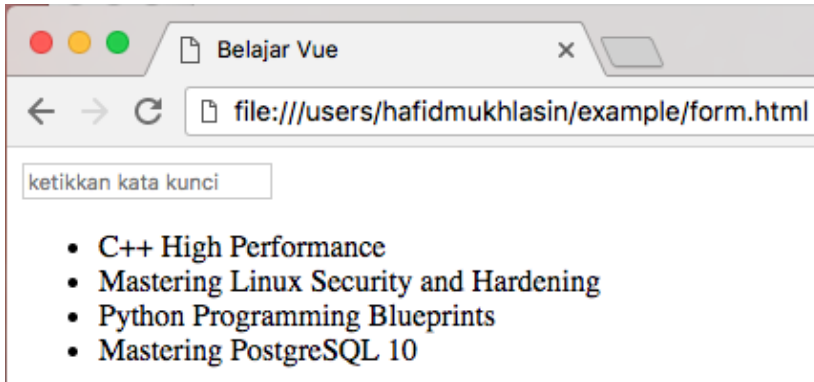 Belajar Vue
file:///users/hafidmukhlasin/example/form.html
ketikkan kata kunci
• C++ High Performance
• Mastering Linux Security and Hardening
• Python Programming Blueprints
• Mastering PostgreSQL 10